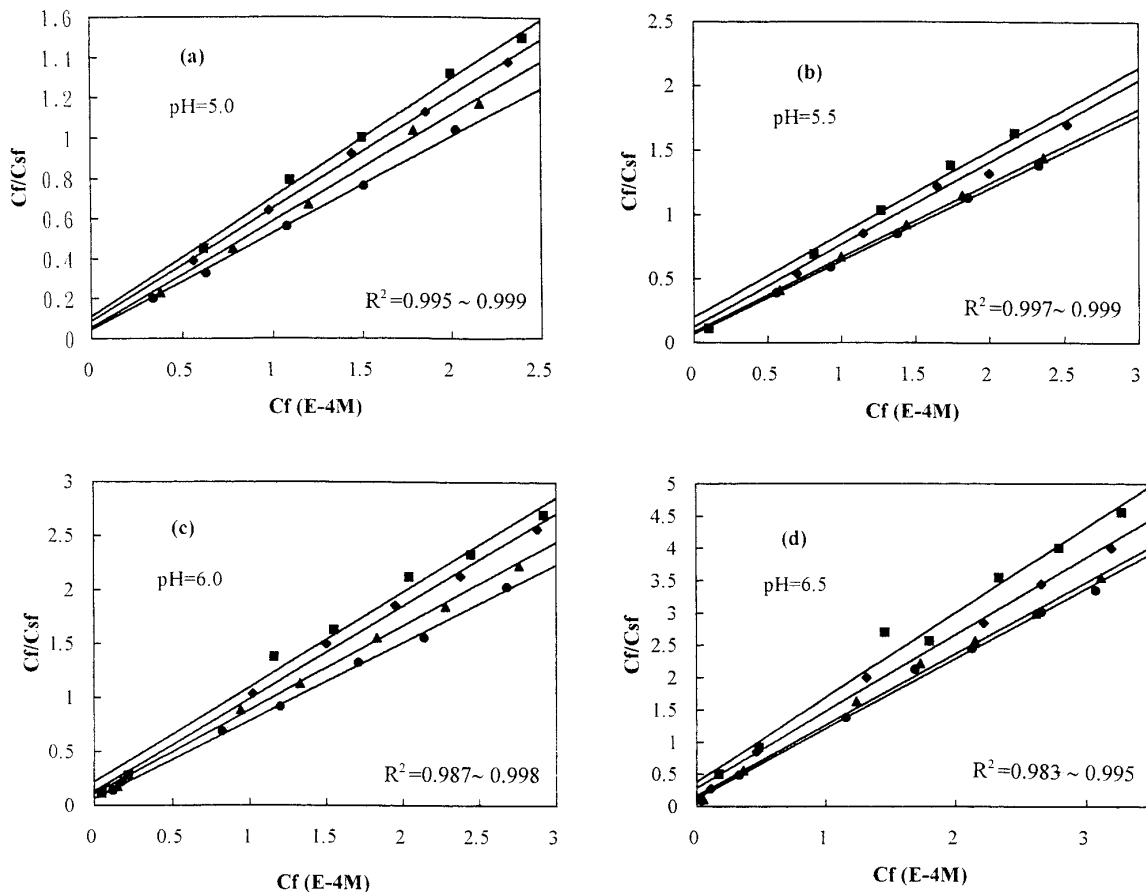 1.6
1.4
1.2
1
0.8
0.6
0.4
0.2
0
Cf/Csf
(a)
pH=5.0
R²=0.995 ~ 0.999
0 0.5 1 1.5 2 2.5
Cf (E-4M)
2.5
2
1.5
1
0.5
0
Cf/Csf
(b)
pH=5.5
R²=0.997~ 0.999
0 0.5 1 1.5 2 2.5 3
Cf (E-4M)
3
2.5
2
1.5
1
0.5
0
Cf/Csf
(c)
pH=6.0
R²=0.987~ 0.998
0 0.5 1 1.5 2 2.5 3
Cf (E-4M)
5
4.5
4
3.5
3
2.5
2
1.5
1
0.5
0
Cf/Csf
(d)
pH=6.5
R²=0.983~ 0.995
0 1 2 3
Cf (E-4M)